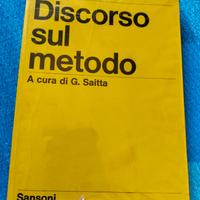 Discorso
sul
metodo
A cura di G. Saitta
Sansoni